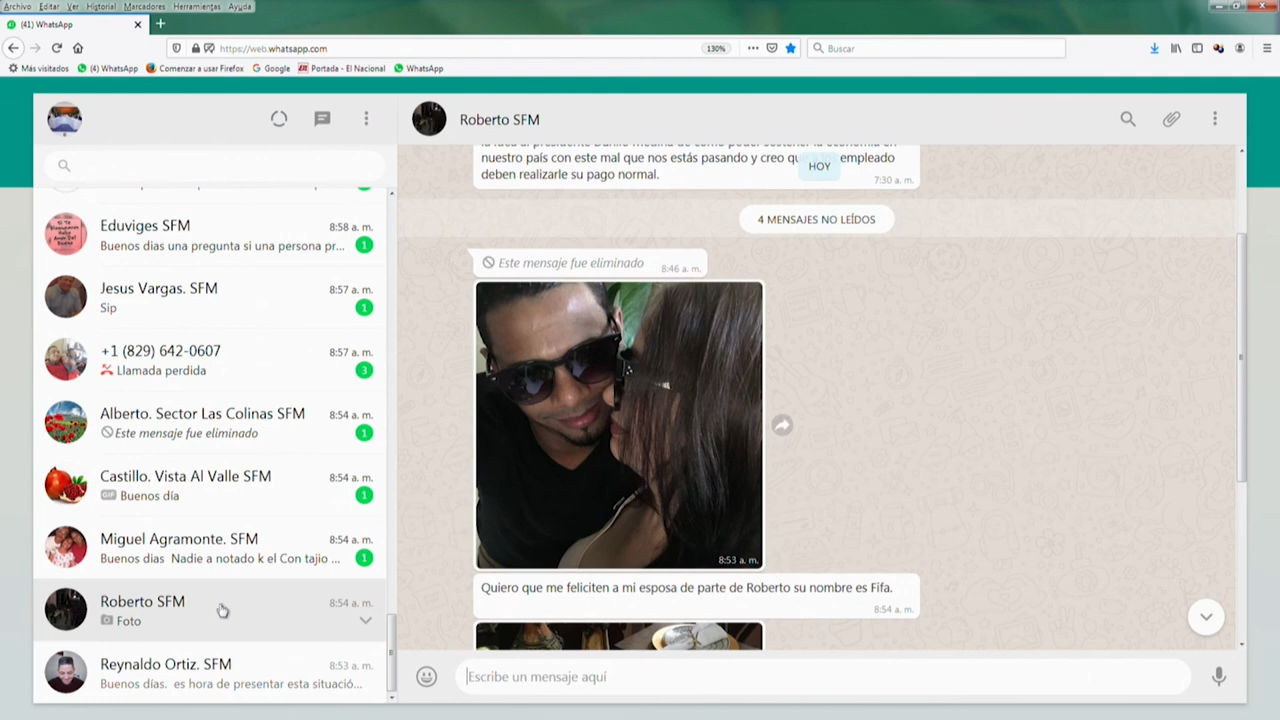 Archivo Editar Ver Historial Marcadores Herramientas Ayuda
(41) WhatsApp
https://web.whatsapp.com
130%
Buscar
Más visitados
(4) WhatsApp
Comenzar a usar Firefox
Google
Portada - El Nacional
WhatsApp
Eduviges SFM 8:58 a. m.
Buenos dias una pregunta si una persona pr... 1
Jesus Vargas. SFM 8:57 a. m.
Sip 1
+1 (829) 642-0607 8:57 a. m.
Llamada perdida 3
Alberto. Sector Las Colinas SFM 8:54 a. m.
Este mensaje fue eliminado 1
Castillo. Vista Al Valle SFM 8:54 a. m.
GIF Buenos día 1
Miguel Agramonte. SFM 8:54 a. m.
Buenos dias Nadie a notado k el Con tajio ... 1
Roberto SFM 8:54 a. m.
Foto
Reynaldo Ortiz. SFM 8:53 a. m.
Buenos días. es hora de presentar esta situació...
Roberto SFM
nuestro país con este mal que nos estás pasando y creo empleado
HOY
deben realizarle su pago normal.
7:30 a. m.
4 MENSAJES NO LEÍDOS
Este mensaje fue eliminado
8:46 a. m.
8:53 a. m.
Quiero que me feliciten a mi esposa de parte de Roberto su nombre es Fifa.
8:54 a. m.
Escribe un mensaje aquí